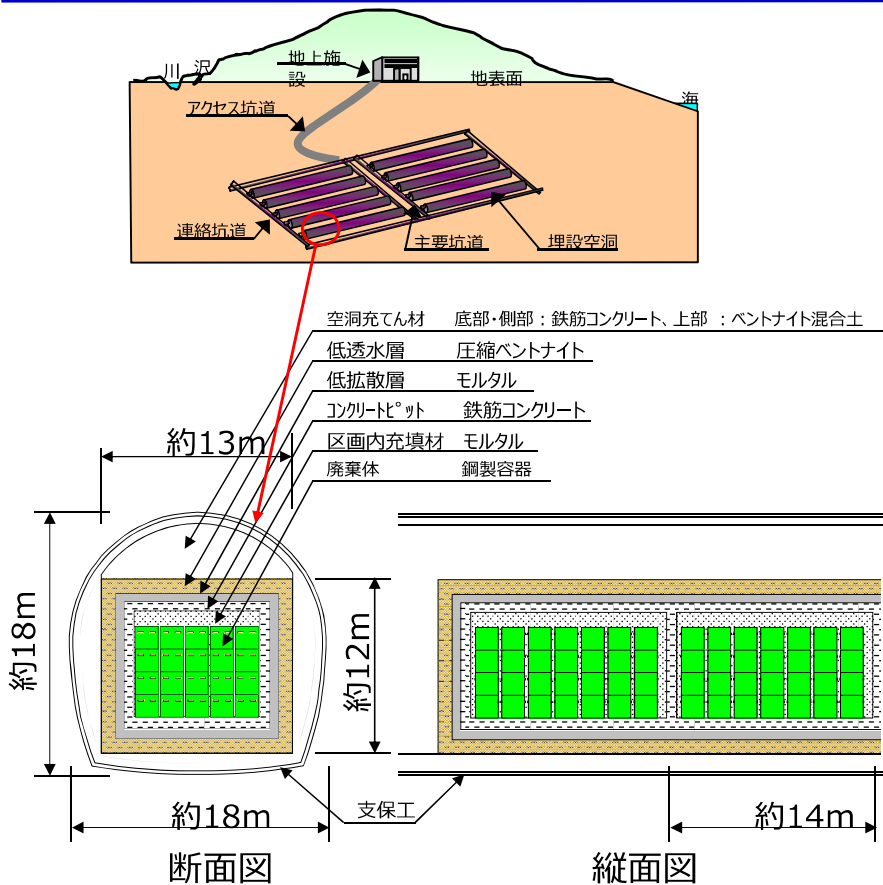 川
沢
地上施
設
地表面
海
アクセス坑道
連絡坑道
主要坑道
埋設空洞
空洞充てん材 底部・側部：鉄筋コンクリート、上部 ：ベントナイト混合土
低透水層 圧縮ベントナイト
低拡散層 モルタル
コンクリートピット 鉄筋コンクリート
区画内充填材 モルタル
廃棄体 鋼製容器
約13m
約18m
約12m
約18m
支保工
約14m
断面図
縦面図